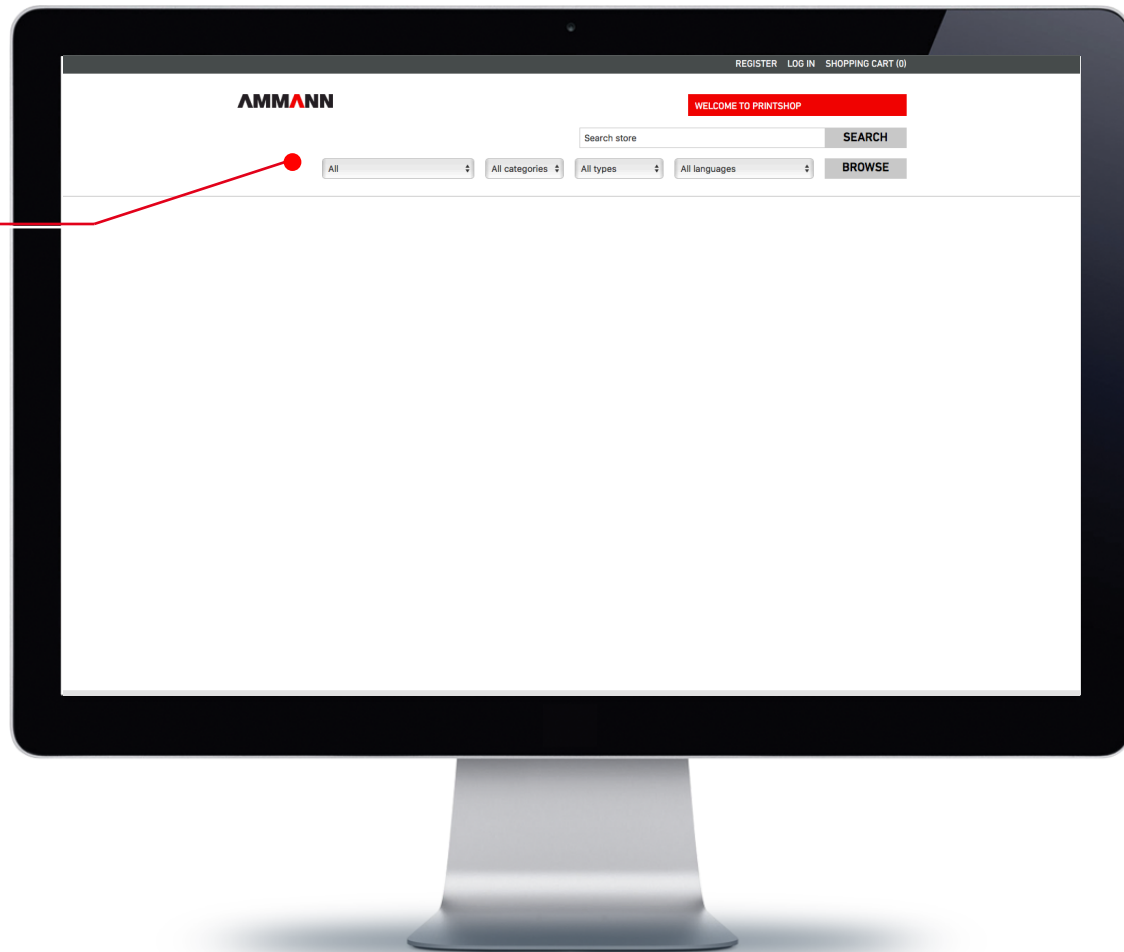 REGISTER LOG IN SHOPPING CART (0)
AMMANN
WELCOME TO PRINTSHOP
Search store SEARCH
All All categories All types All languages BROWSE